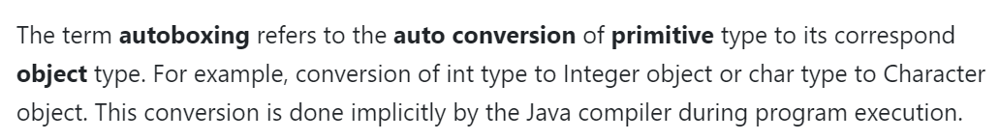 The term autoboxing refers to the auto conversion of primitive type to its correspond
object type. For example, conversion of int type to Integer object or char type to Character
object. This conversion is done implicitly by the Java compiler during program execution.